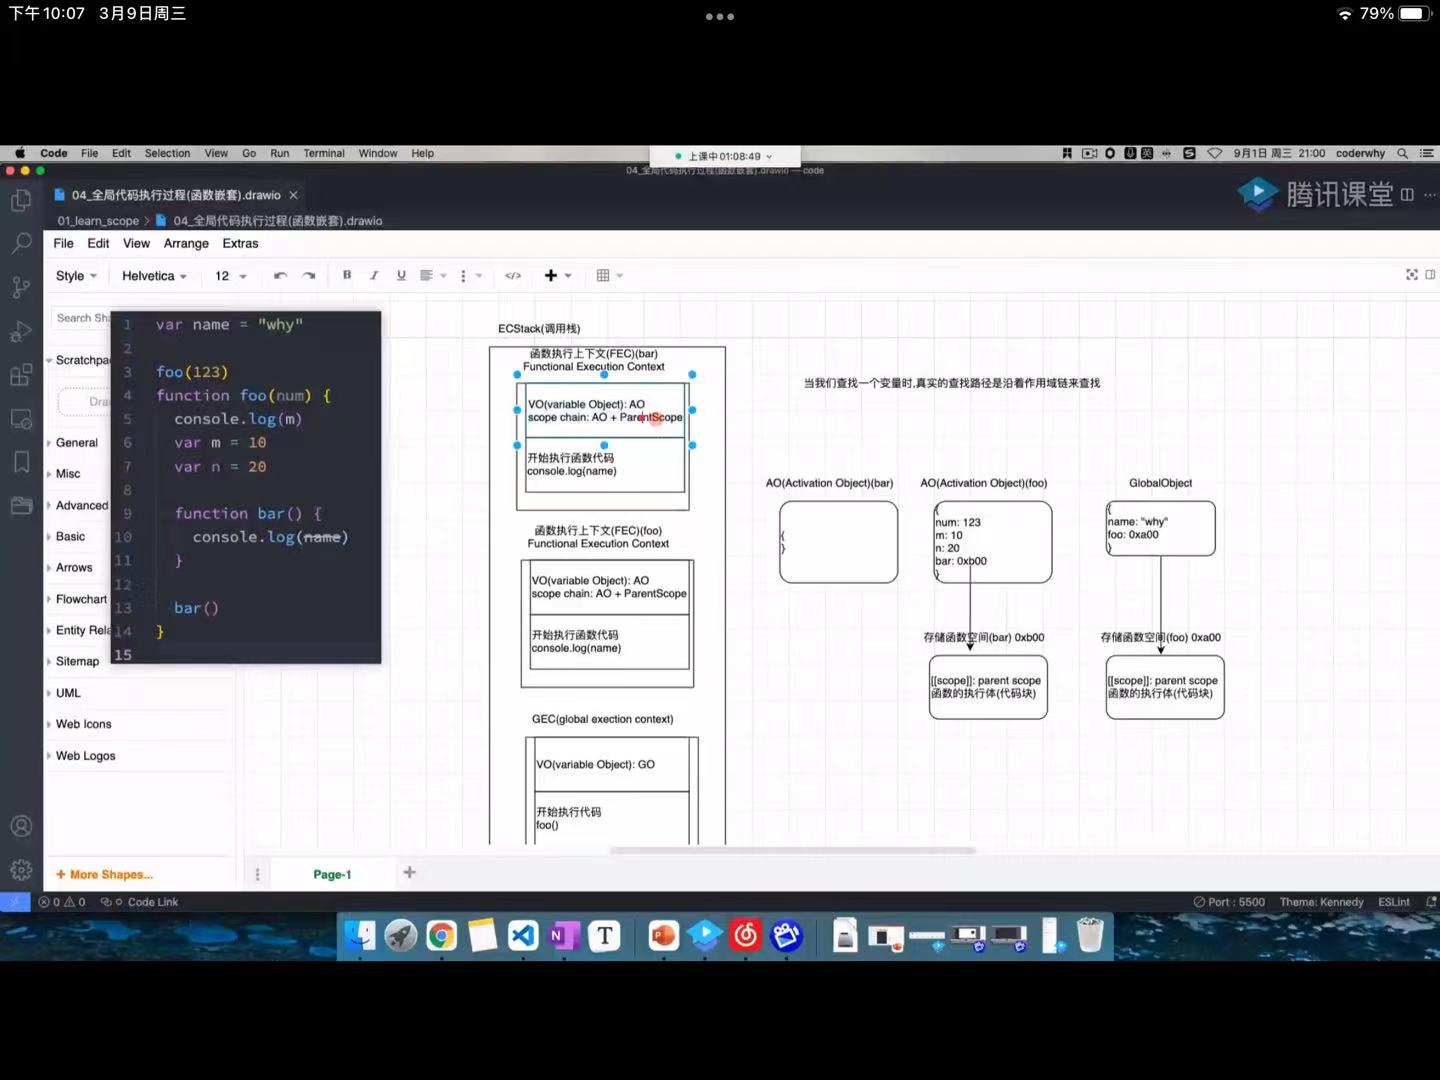 下午10:07 3月9日周三
79%
Code File Edit Selection View Go Run Terminal Window Help
上课中01:08:49
9月1日 周三 21:00 coderwhy
04_全局代码执行过程(函数嵌套).drawio — code
04_全局代码执行过程(函数嵌套).drawio
腾讯课堂
01_learn_scope > 04_全局代码执行过程(函数嵌套).drawio
File Edit View Arrange Extras
Style Helvetica 12 B I U
Search Sha
Scratchpa
Dra
General
Misc
Advanced
Basic
Arrows
Flowchart
Entity Rela
Sitemap
UML
Web Icons
Web Logos
+ More Shapes...
1 var name = "why"
2
3 foo(123)
4 function foo(num) {
5 console.log(m)
6 var m = 10
7 var n = 20
8
9 function bar() {
10 console.log(name)
11 }
12
13 bar()
14 }
15
ECStack(调用栈)
函数执行上下文(FEC)(bar)
Functional Execution Context
VO(variable Object): AO
scope chain: AO + ParentScope
开始执行函数代码
console.log(name)
函数执行上下文(FEC)(foo)
Functional Execution Context
VO(variable Object): AO
scope chain: AO + ParentScope
开始执行函数代码
console.log(name)
GEC(global exection context)
VO(variable Object): GO
开始执行代码
foo()
当我们查找一个变量时,真实的查找路径是沿着作用域链来查找
AO(Activation Object)(bar)
{
}
AO(Activation Object)(foo)
{
num: 123
m: 10
n: 20
bar: 0xb00
}
GlobalObject
{
name: "why"
foo: 0xa00
}
存储函数空间(bar) 0xb00
[[scope]]: parent scope
函数的执行体(代码块)
存储函数空间(foo) 0xa00
[[scope]]: parent scope
函数的执行体(代码块)
Page-1
0 0 Code Link
Port : 5500 Theme: Kennedy ESLint